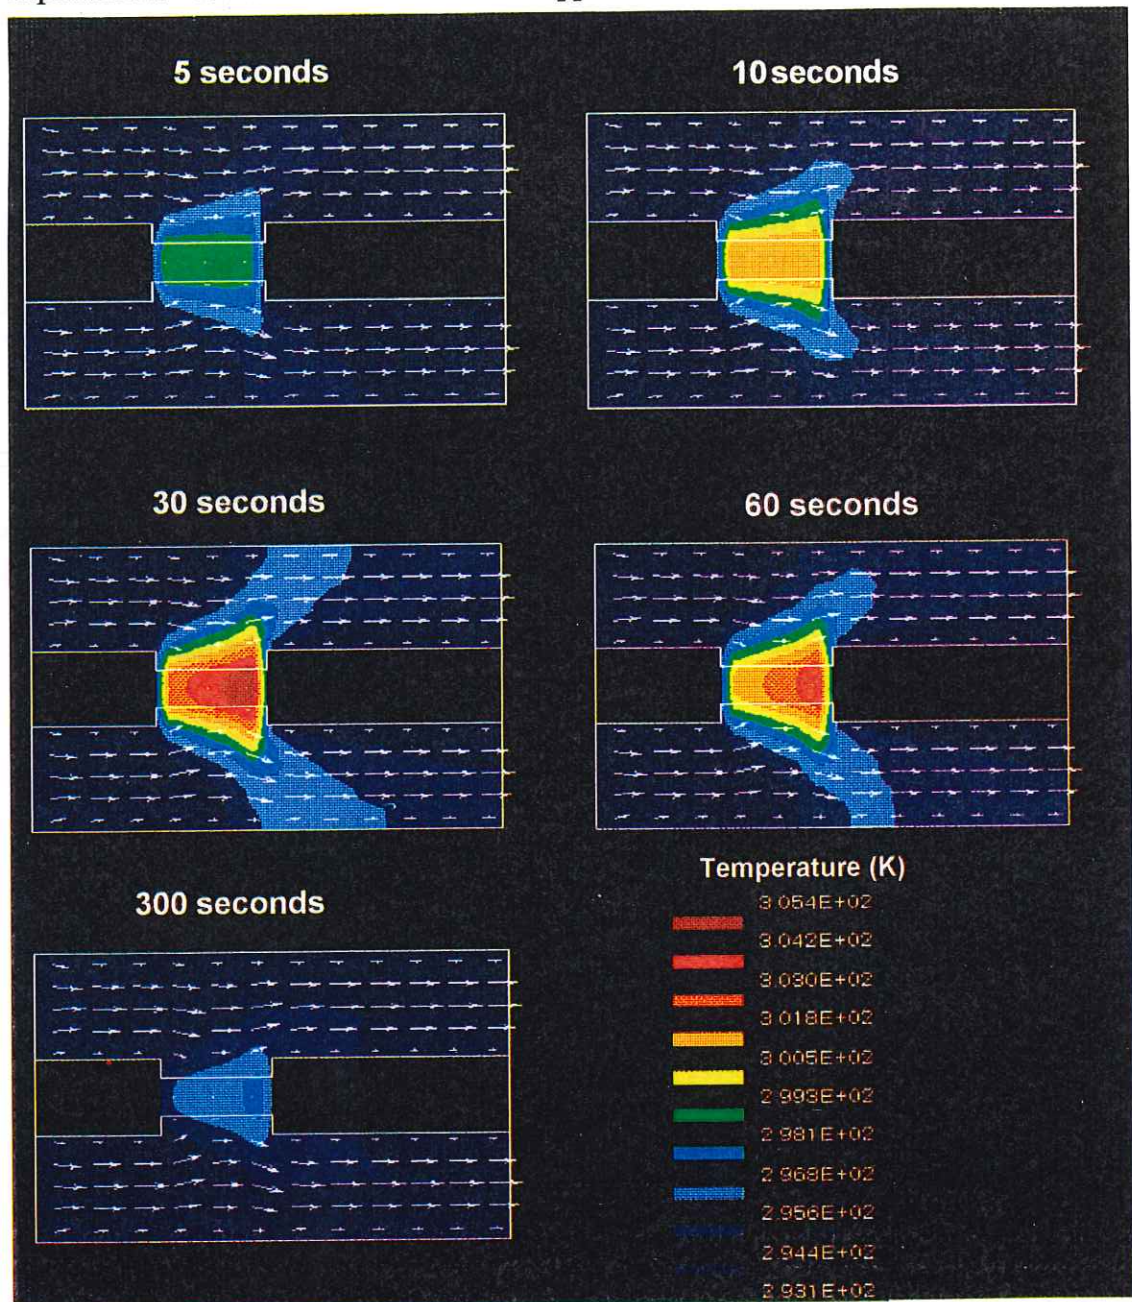 5 seconds
10 seconds
30 seconds
60 seconds
300 seconds
Temperature (K)
3.054E+02
3.042E+02
3.030E+02
3.018E+02
3.005E+02
2.993E+02
2.981E+02
2.968E+02
2.956E+02
2.944E+02
2.931E+02